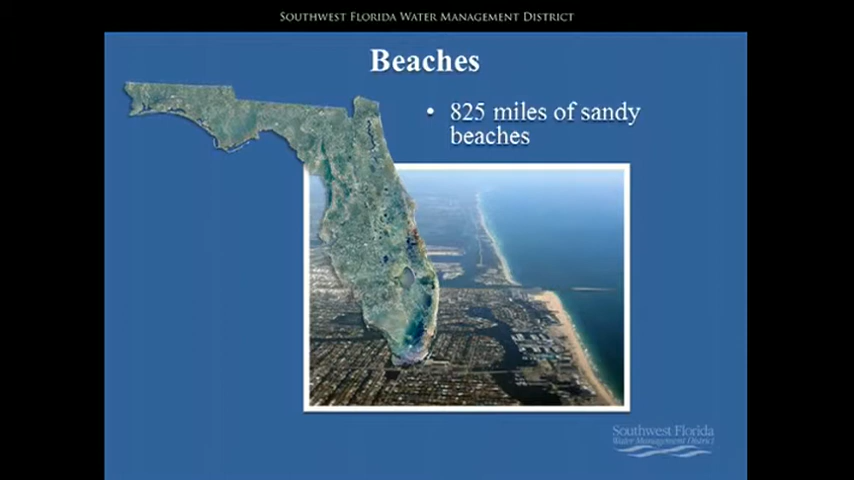 SOUTHWEST FLORIDA WATER MANAGEMENT DISTRICT
Beaches
• 825 miles of sandy
beaches
Southwest Florida
Water Management District